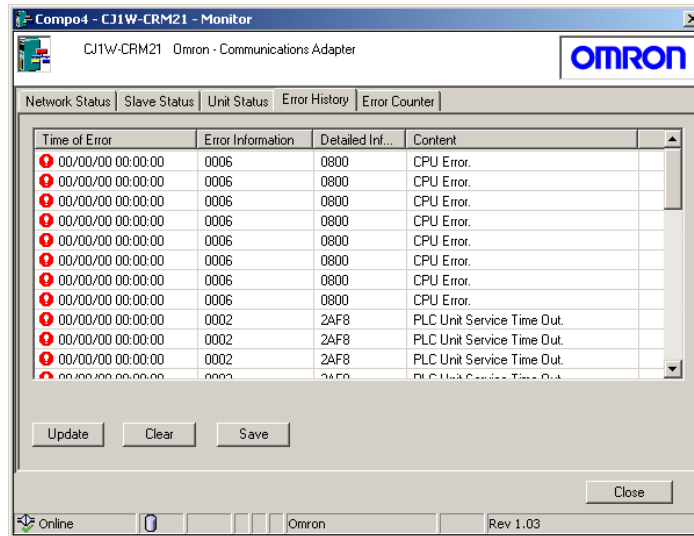 Compo4 - CJ1W-CRM21 - Monitor
CJ1W-CRM21 Omron - Communications Adapter
OMRON
Network Status Slave Status Unit Status Error History Error Counter
Time of Error Error Information Detailed Inf... Content
00/00/00 00:00:00 0006 0800 CPU Error.
00/00/00 00:00:00 0006 0800 CPU Error.
00/00/00 00:00:00 0006 0800 CPU Error.
00/00/00 00:00:00 0006 0800 CPU Error.
00/00/00 00:00:00 0006 0800 CPU Error.
00/00/00 00:00:00 0006 0800 CPU Error.
00/00/00 00:00:00 0006 0800 CPU Error.
00/00/00 00:00:00 0006 0800 CPU Error.
00/00/00 00:00:00 0002 2AF8 PLC Unit Service Time Out.
00/00/00 00:00:00 0002 2AF8 PLC Unit Service Time Out.
00/00/00 00:00:00 0002 2AF8 PLC Unit Service Time Out.
Update Clear Save
Close
Online Omron Rev 1.03